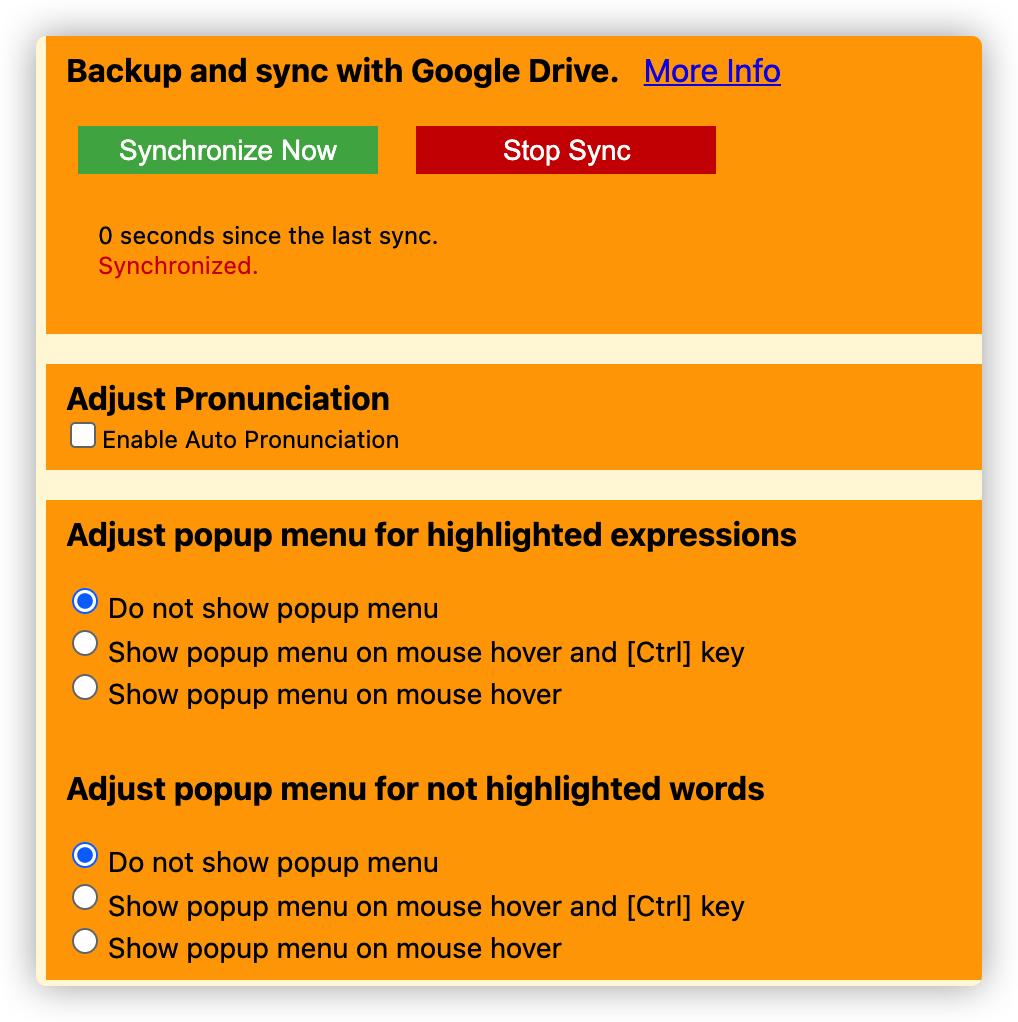 Backup and sync with Google Drive. More Info
Synchronize Now Stop Sync
0 seconds since the last sync.
Synchronized.
Adjust Pronunciation
Enable Auto Pronunciation
Adjust popup menu for highlighted expressions
Do not show popup menu
Show popup menu on mouse hover and [Ctrl] key
Show popup menu on mouse hover
Adjust popup menu for not highlighted words
Do not show popup menu
Show popup menu on mouse hover and [Ctrl] key
Show popup menu on mouse hover